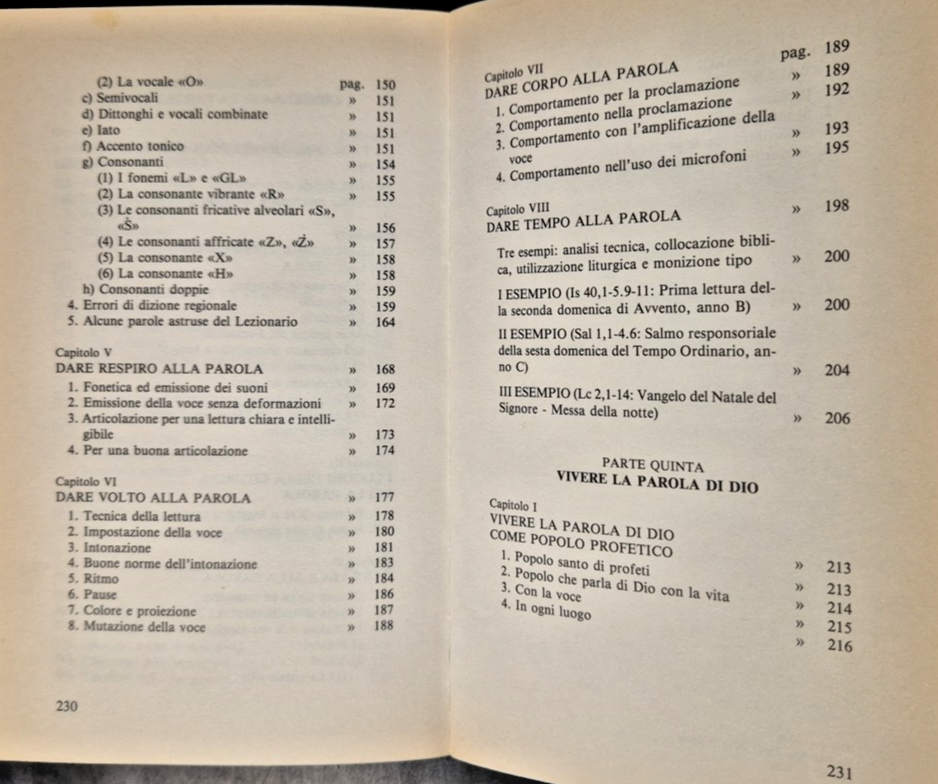 (2) La vocale «O» pag. 150
c) Semivocali » 151
d) Dittonghi e vocali combinate » 151
e) Iato » 151
f) Accento tonico » 151
g) Consonanti » 154
(1) I fonemi «L» e «GL» » 155
(2) La consonante vibrante «R» » 155
(3) Le consonanti fricative alveolari «S»,
«Ṡ» » 156
(4) Le consonanti affricate «Z», «Ż» » 157
(5) La consonante «X» » 158
(6) La consonante «H» » 158
h) Consonanti doppie » 159
4. Errori di dizione regionale » 159
5. Alcune parole astruse del Lezionario » 164
Capitolo V
DARE RESPIRO ALLA PAROLA » 168
1. Fonetica ed emissione dei suoni » 169
2. Emissione della voce senza deformazioni » 172
3. Articolazione per una lettura chiara e intelli-
gibile » 173
4. Per una buona articolazione » 174
Capitolo VI
DARE VOLTO ALLA PAROLA » 177
1. Tecnica della lettura » 178
2. Impostazione della voce » 180
3. Intonazione » 181
4. Buone norme dell'intonazione » 183
5. Ritmo » 184
6. Pause » 186
7. Colore e proiezione » 187
8. Mutazione della voce » 188
230
Capitolo VII
DARE CORPO ALLA PAROLA pag. 189
1. Comportamento per la proclamazione » 189
2. Comportamento nella proclamazione » 192
3. Comportamento con l'amplificazione della
voce » 193
4. Comportamento nell'uso dei microfoni » 195
Capitolo VIII
DARE TEMPO ALLA PAROLA » 198
Tre esempi: analisi tecnica, collocazione bibli-
ca, utilizzazione liturgica e monizione tipo » 200
I ESEMPIO (Is 40,1-5.9-11: Prima lettura del-
la seconda domenica di Avvento, anno B) » 200
II ESEMPIO (Sal 1,1-4.6: Salmo responsoriale
della sesta domenica del Tempo Ordinario, an-
no C) » 204
III ESEMPIO (Lc 2,1-14: Vangelo del Natale del
Signore - Messa della notte) » 206
PARTE QUINTA
VIVERE LA PAROLA DI DIO
Capitolo I
VIVERE LA PAROLA DI DIO
COME POPOLO PROFETICO » 213
1. Popolo santo di profeti » 213
2. Popolo che parla di Dio con la vita » 214
3. Con la voce » 215
4. In ogni luogo » 216
231